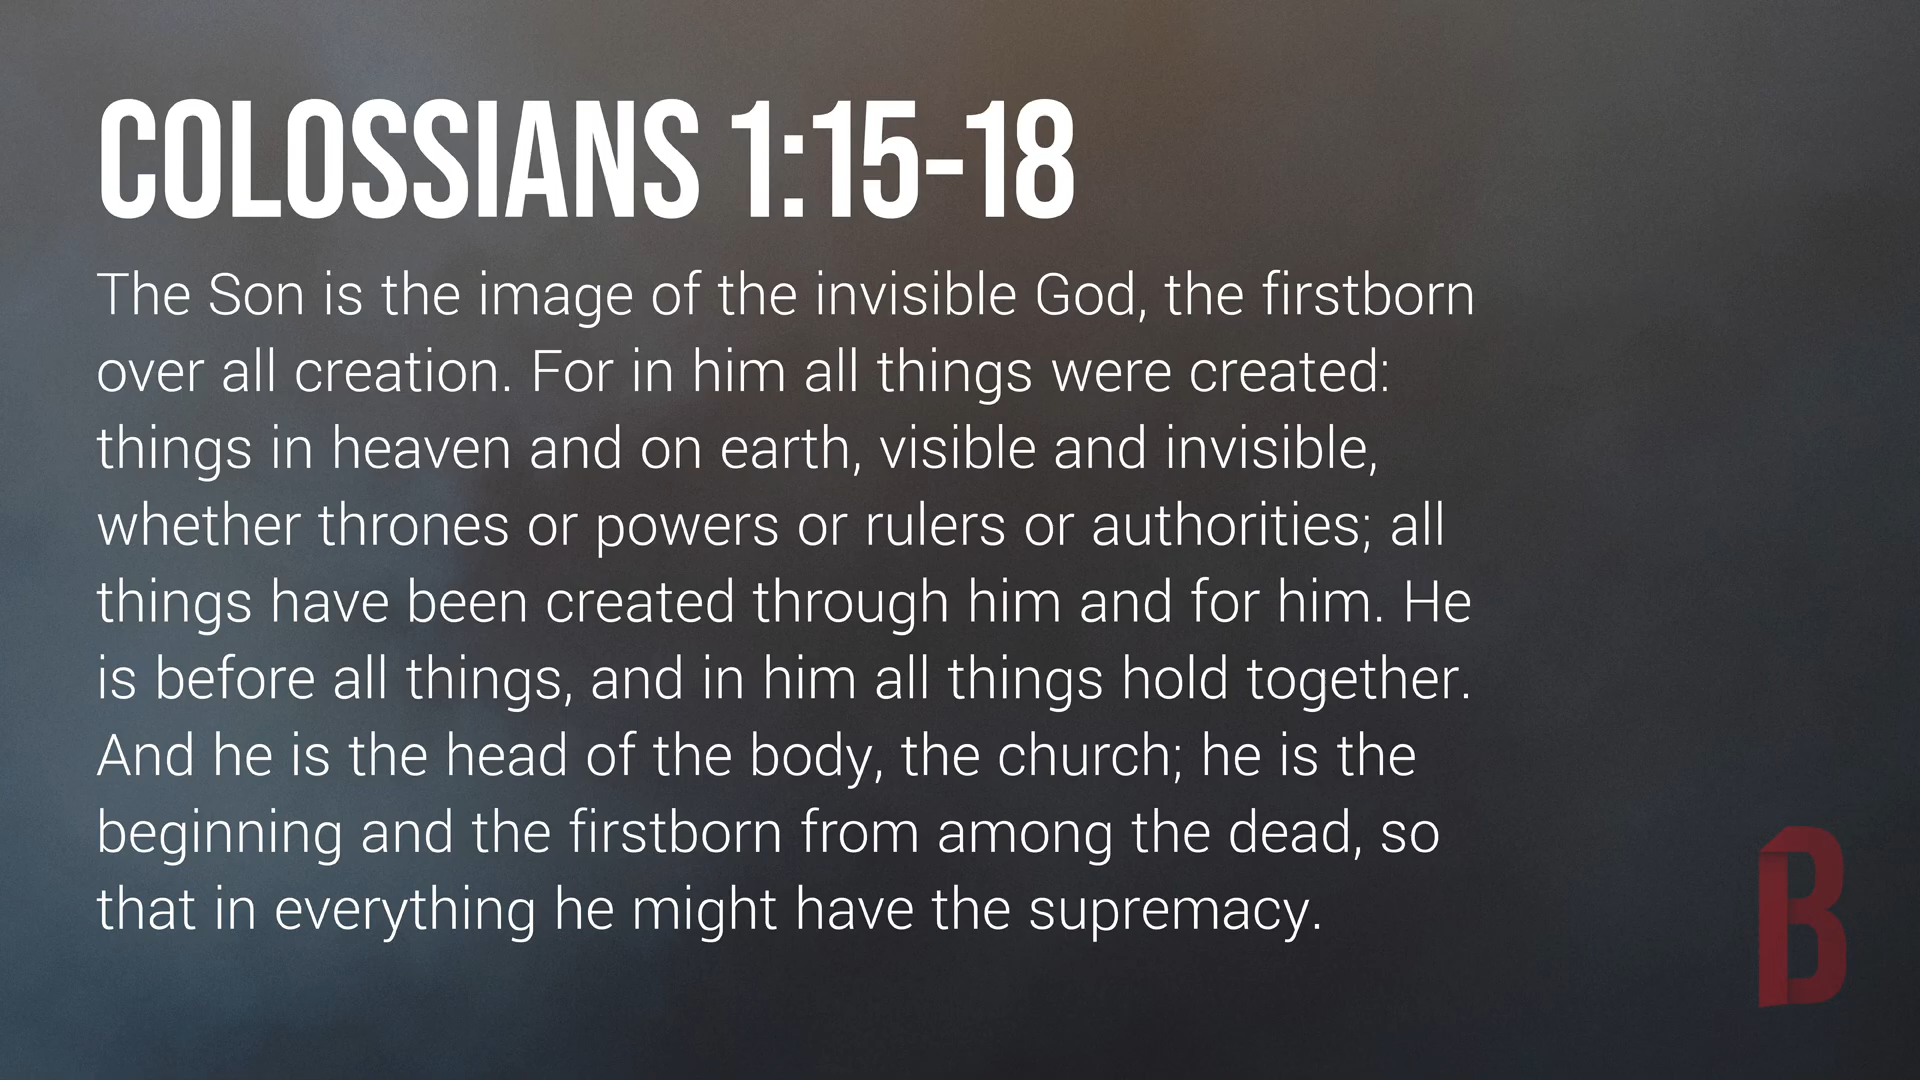 COLOSSIANS 1:15-18
The Son is the image of the invisible God, the firstborn
over all creation. For in him all things were created:
things in heaven and on earth, visible and invisible,
whether thrones or powers or rulers or authorities; all
things have been created through him and for him. He
is before all things, and in him all things hold together.
And he is the head of the body, the church; he is the
beginning and the firstborn from among the dead, so
that in everything he might have the supremacy.
B